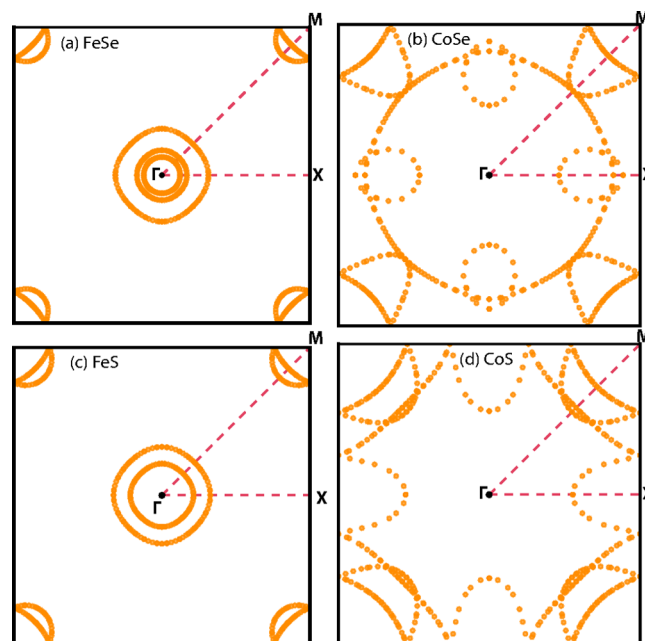 M
(a) FeSe
(b) CoSe
Γ
X
Γ
X
M
M
(c) FeS
(d) CoS
Γ
X
Γ
X